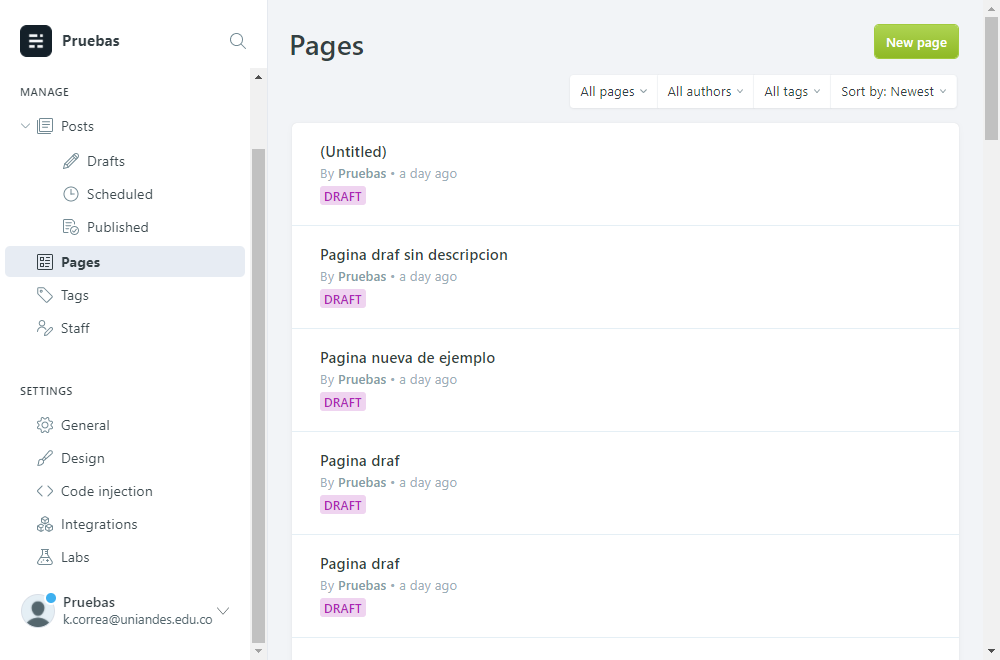 Pruebas
MANAGE
Posts
Drafts
Scheduled
Published
Pages
Tags
Staff
SETTINGS
General
Design
Code injection
Integrations
Labs
Pruebas
k.correa@uniandes.edu.co
Pages
New page
All pages
All authors
All tags
Sort by: Newest
(Untitled)
By Pruebas • a day ago
DRAFT
Pagina draf sin descripcion
By Pruebas • a day ago
DRAFT
Pagina nueva de ejemplo
By Pruebas • a day ago
DRAFT
Pagina draf
By Pruebas • a day ago
DRAFT
Pagina draf
By Pruebas • a day ago
DRAFT